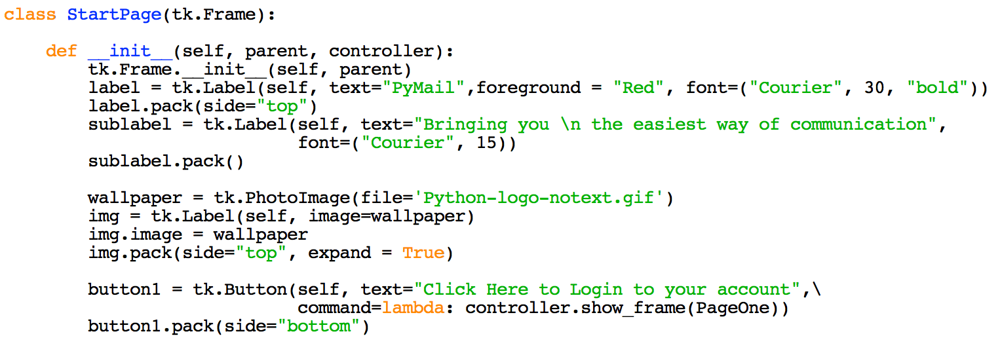 class StartPage(tk.Frame):
def __init__(self, parent, controller):
tk.Frame.__init__(self, parent)
label = tk.Label(self, text="PyMail",foreground = "Red", font=("Courier", 30, "bold"))
label.pack(side="top")
sublabel = tk.Label(self, text="Bringing you \n the easiest way of communication",
font=("Courier", 15))
sublabel.pack()
wallpaper = tk.PhotoImage(file='Python-logo-notext.gif')
img = tk.Label(self, image=wallpaper)
img.image = wallpaper
img.pack(side="top", expand = True)
button1 = tk.Button(self, text="Click Here to Login to your account",\
command=lambda: controller.show_frame(PageOne))
button1.pack(side="bottom")